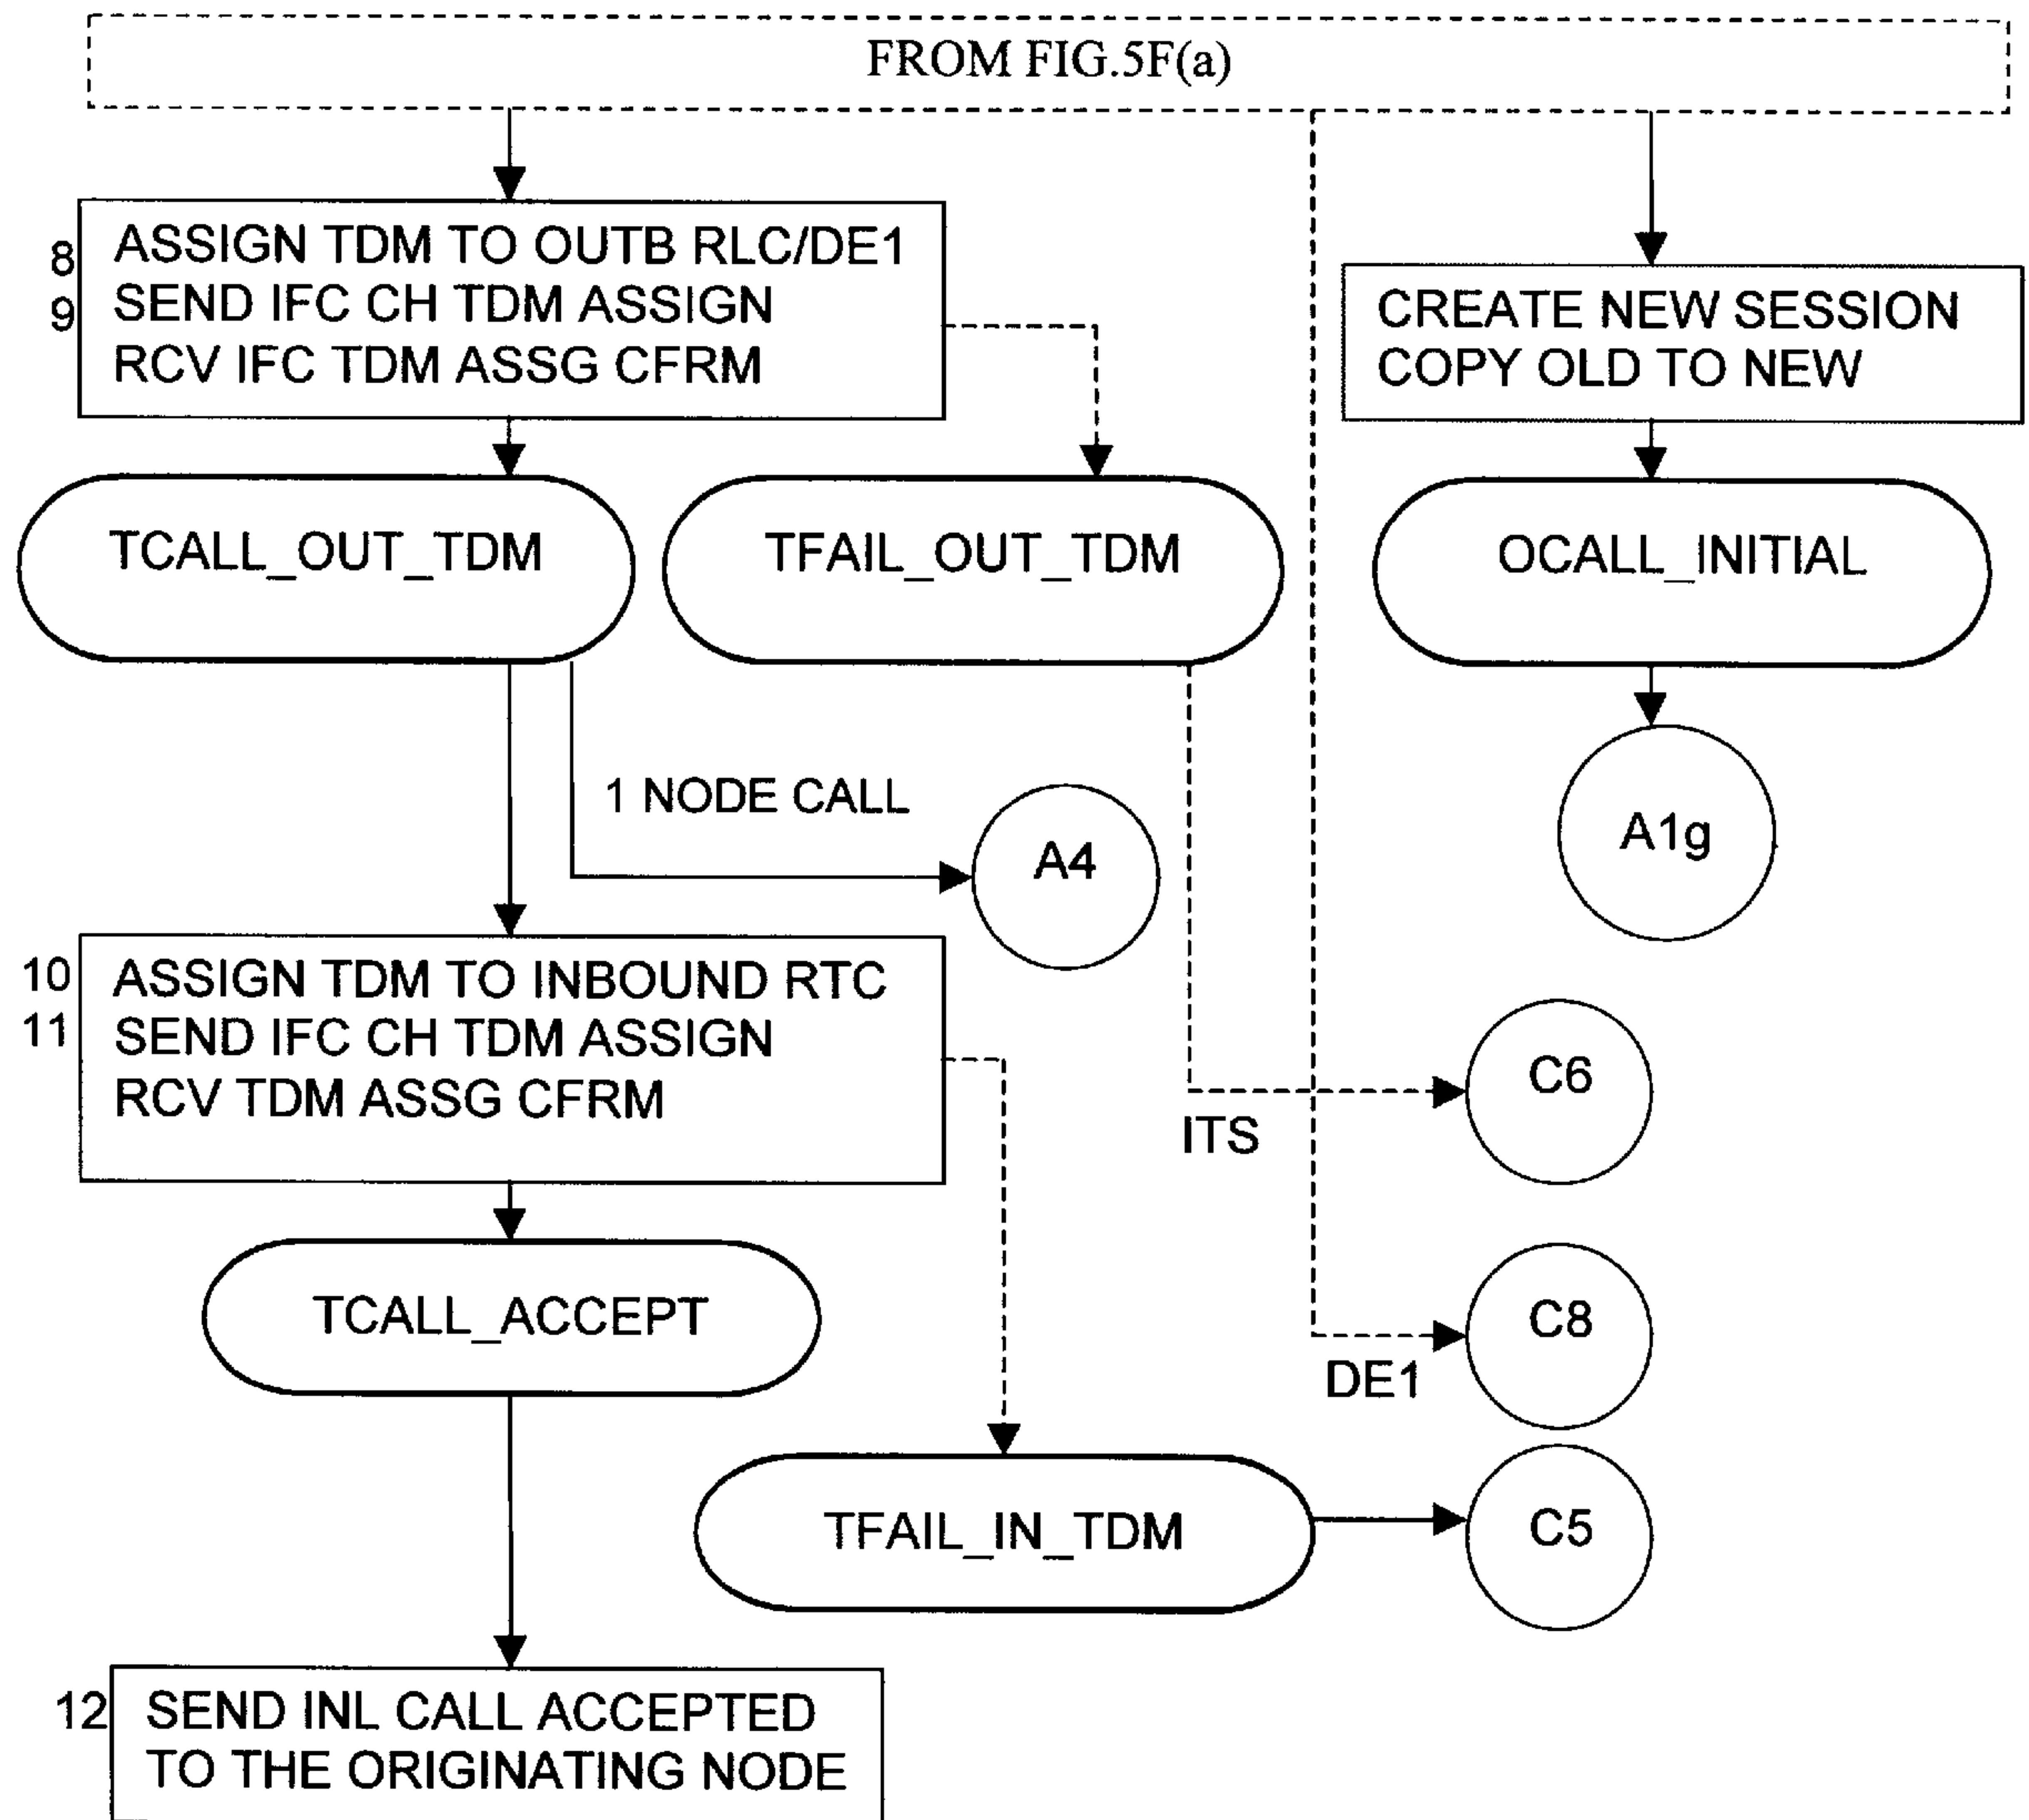 FROM FIG.5F(a)
8 ASSIGN TDM TO OUTB RLC/DE1
9 SEND IFC CH TDM ASSIGN
RCV IFC TDM ASSG CFRM
CREATE NEW SESSION
COPY OLD TO NEW
TCALL_OUT_TDM
TFAIL_OUT_TDM
OCALL_INITIAL
1 NODE CALL
A4
A1g
10 ASSIGN TDM TO INBOUND RTC
11 SEND IFC CH TDM ASSIGN
RCV TDM ASSG CFRM
ITS
C6
TCALL_ACCEPT
DE1
C8
TFAIL_IN_TDM
C5
12 SEND INL CALL ACCEPTED
TO THE ORIGINATING NODE